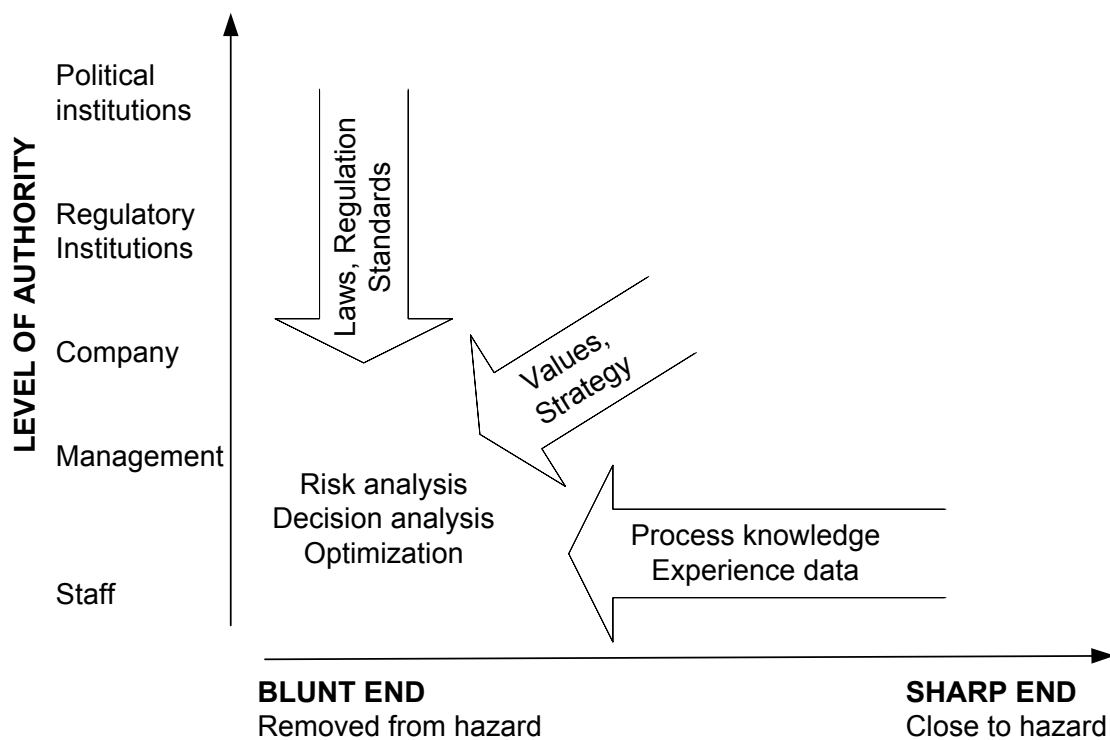 LEVEL OF AUTHORITY
Political
institutions
Regulatory
Institutions
Company
Management
Staff
Laws, Regulation
Standards
Values,
Strategy
Risk analysis
Decision analysis
Optimization
Process knowledge
Experience data
BLUNT END
Removed from hazard
SHARP END
Close to hazard